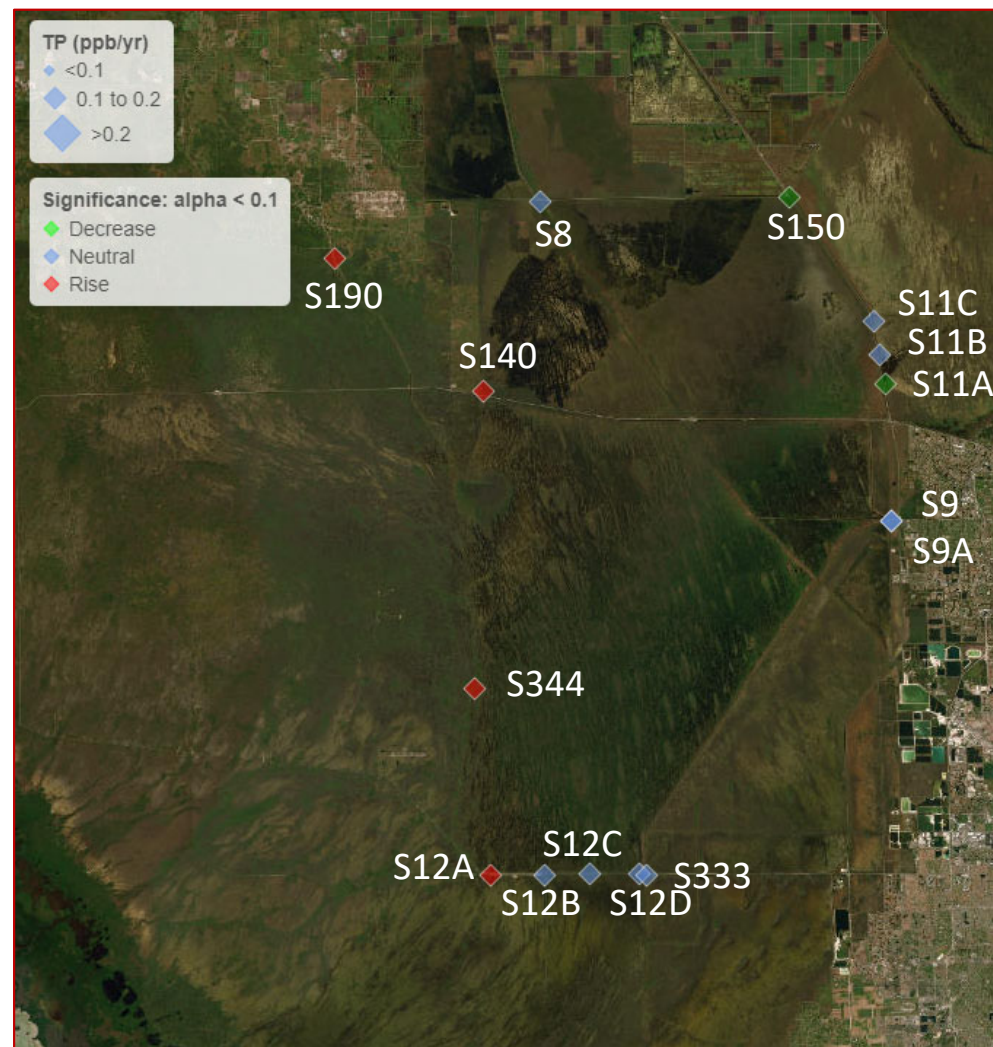 TP (ppb/yr)
<0.1
0.1 to 0.2
>0.2
Significance: alpha < 0.1
Decrease
Neutral
Rise
S8
S150
S190
S11C
S11B
S140
S11A
S9
S9A
S344
S12C
S12A
S333
S12B
S12D